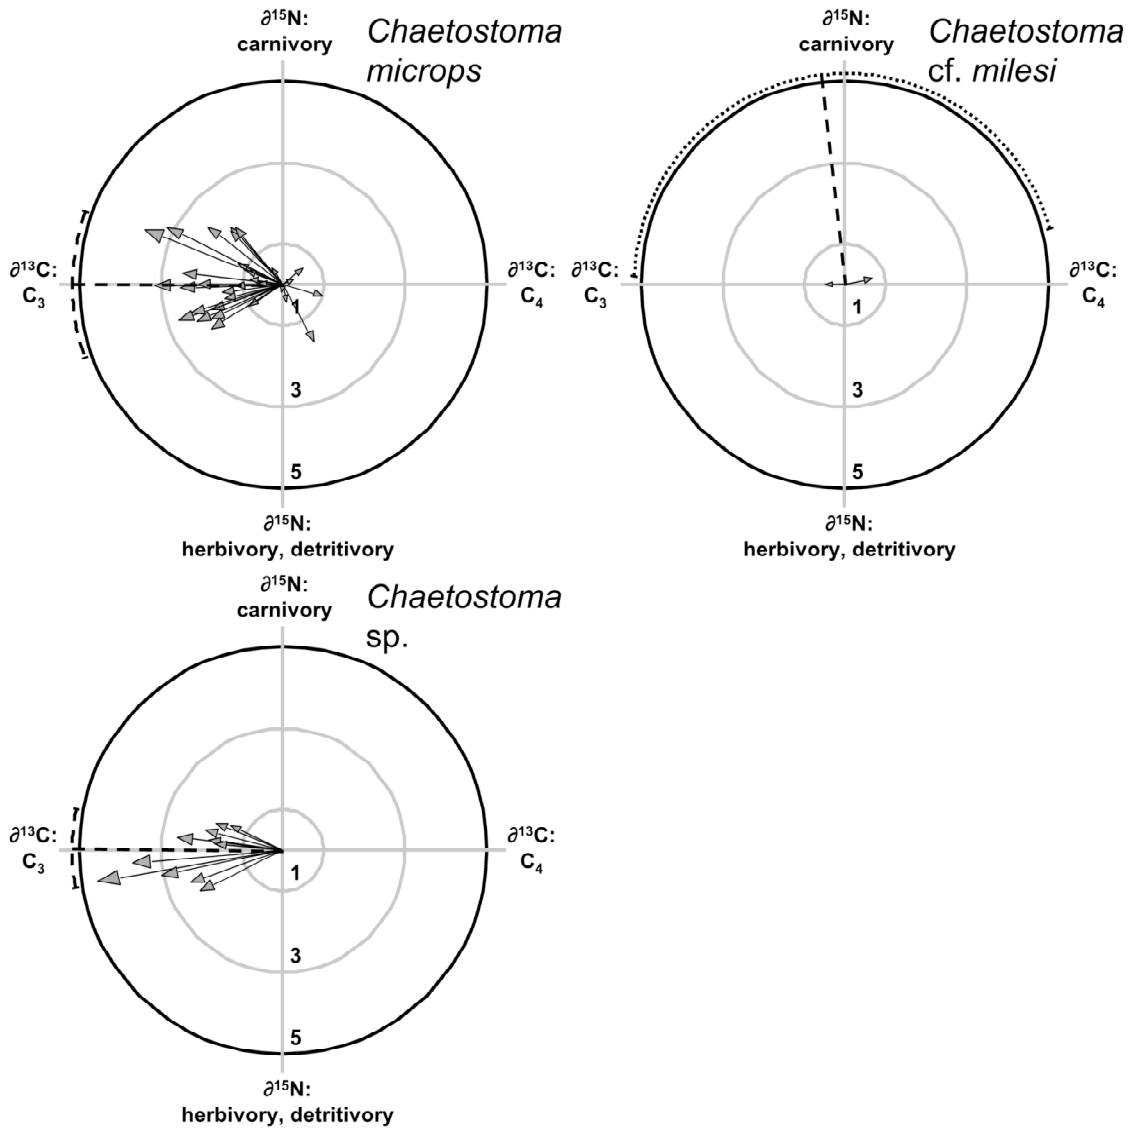 ∂¹⁵N:
carnivory
Chaetostoma
microps
∂¹³C:
C₃
∂¹³C:
C₄
1
3
5
∂¹⁵N:
herbivory, detritivory
∂¹⁵N:
carnivory
Chaetostoma
cf. milesi
∂¹³C:
C₃
∂¹³C:
C₄
1
3
5
∂¹⁵N:
herbivory, detritivory
∂¹⁵N:
carnivory
Chaetostoma
sp.
∂¹³C:
C₃
∂¹³C:
C₄
1
3
5
∂¹⁵N:
herbivory, detritivory